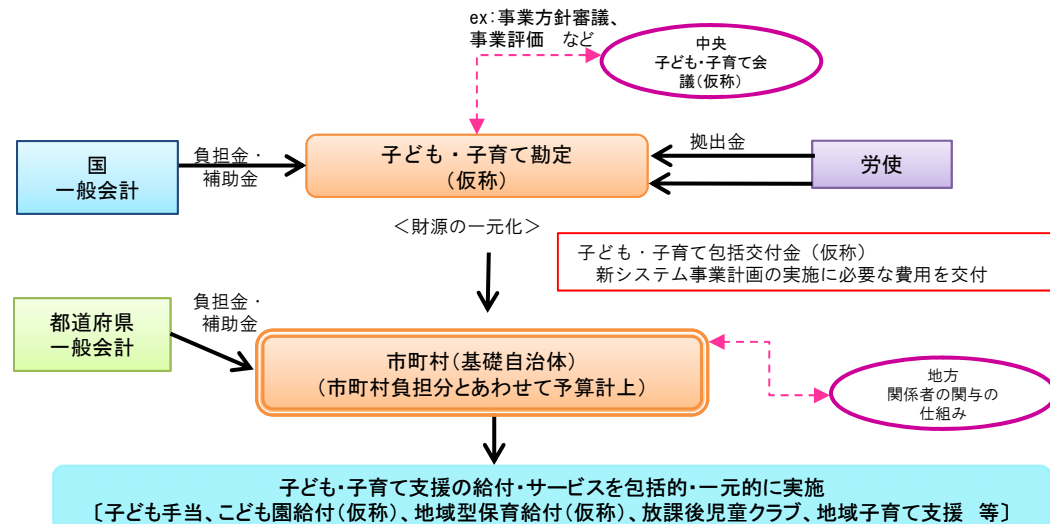 ex:事業方針審議、
事業評価　など
中央
子ども・子育て会
議(仮称)
国
一般会計
負担金・
補助金
子ども・子育て勘定
(仮称)
拠出金
労使
＜財源の一元化＞
子ども・子育て包括交付金（仮称）
新システム事業計画の実施に必要な費用を交付
都道府県
一般会計
負担金・
補助金
市町村(基礎自治体)
(市町村負担分とあわせて予算計上)
地方
関係者の関与の
仕組み
子ども・子育て支援の給付・サービスを包括的・一元的に実施
〔子ども手当、こども園給付(仮称)、地域型保育給付(仮称)、放課後児童クラブ、地域子育て支援　等〕